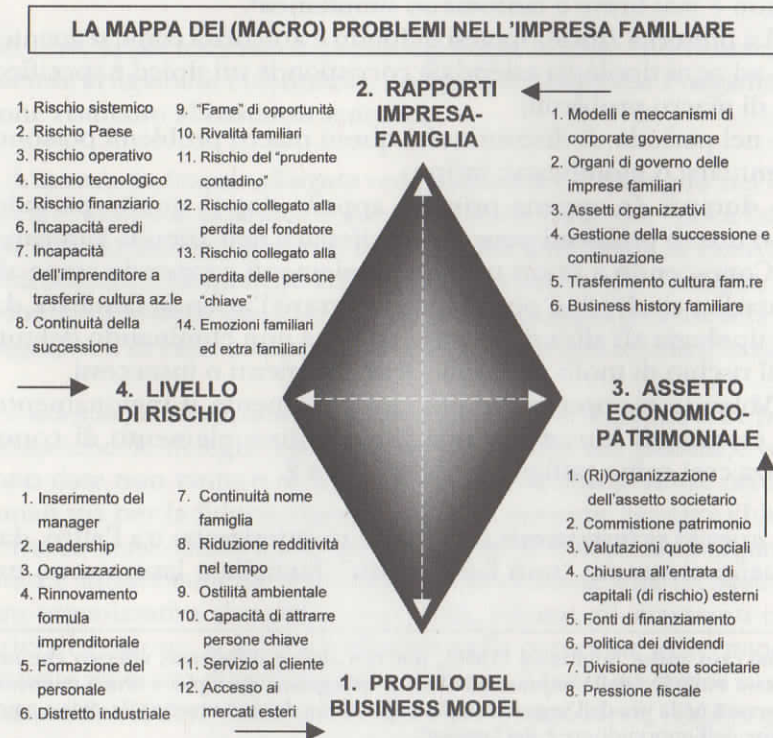 LA MAPPA DEI (MACRO) PROBLEMI NELL'IMPRESA FAMILIARE
2. RAPPORTI
IMPRESA-
FAMIGLIA
1. Rischio sistemico
2. Rischio Paese
3. Rischio operativo
4. Rischio tecnologico
5. Rischio finanziario
6. Incapacità eredi
7. Incapacità
dell'imprenditore a
trasferire cultura az.le
8. Continuità della
successione
9. "Fame" di opportunità
10. Rivalità familiari
11. Rischio del "prudente
contadino"
12. Rischio collegato alla
perdita del fondatore
13. Rischio collegato alla
perdita delle persone
"chiave"
14. Emozioni familiari
ed extra familiari
1. Modelli e meccanismi di
corporate governance
2. Organi di governo delle
imprese familiari
3. Assetti organizzativi
4. Gestione della successione e
continuazione
5. Trasferimento cultura fam.re
6. Business history familiare
4. LIVELLO
DI RISCHIO
3. ASSETTO
ECONOMICO-
PATRIMONIALE
1. Inserimento del
manager
2. Leadership
3. Organizzazione
4. Rinnovamento
formula
imprenditoriale
5. Formazione del
personale
6. Distretto industriale
7. Continuità nome
famiglia
8. Riduzione redditività
nel tempo
9. Ostilità ambientale
10. Capacità di attrarre
persone chiave
11. Servizio al cliente
12. Accesso ai
mercati esteri
1. (Ri)Organizzazione
dell'assetto societario
2. Commistione patrimonio
3. Valutazioni quote sociali
4. Chiusura all'entrata di
capitali (di rischio) esterni
5. Fonti di finanziamento
6. Politica dei dividendi
7. Divisione quote societarie
8. Pressione fiscale
1. PROFILO DEL
BUSINESS MODEL